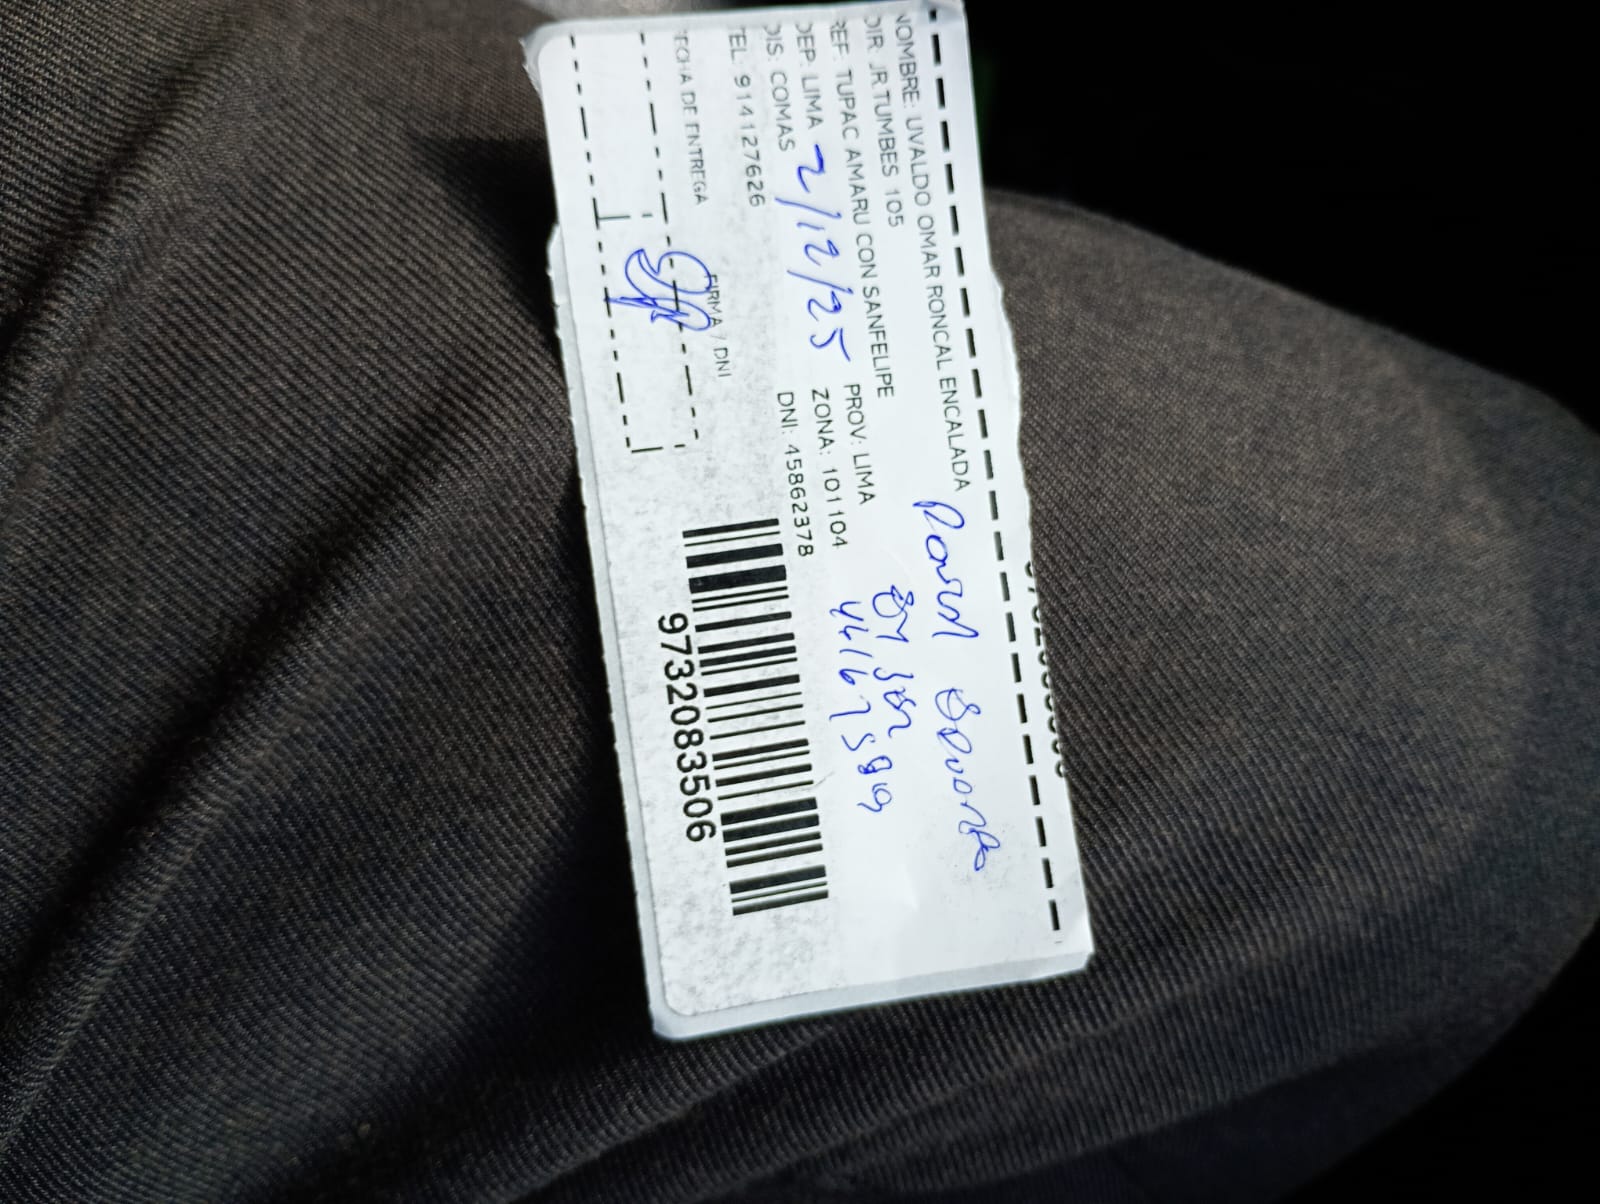 NOMBRE: UVALDO OMAR RONCAL ENCALADA
DIR: JR.TUMBES 105
REF: TUPAC AMARU CON SANFELIPE
DEP: LIMA PROV: LIMA
DIS: COMAS ZONA: 101104
TEL: 914127626 DNI: 45862378
2/12/25
FECHA DE ENTREGA FIRMA / DNI
9732083506